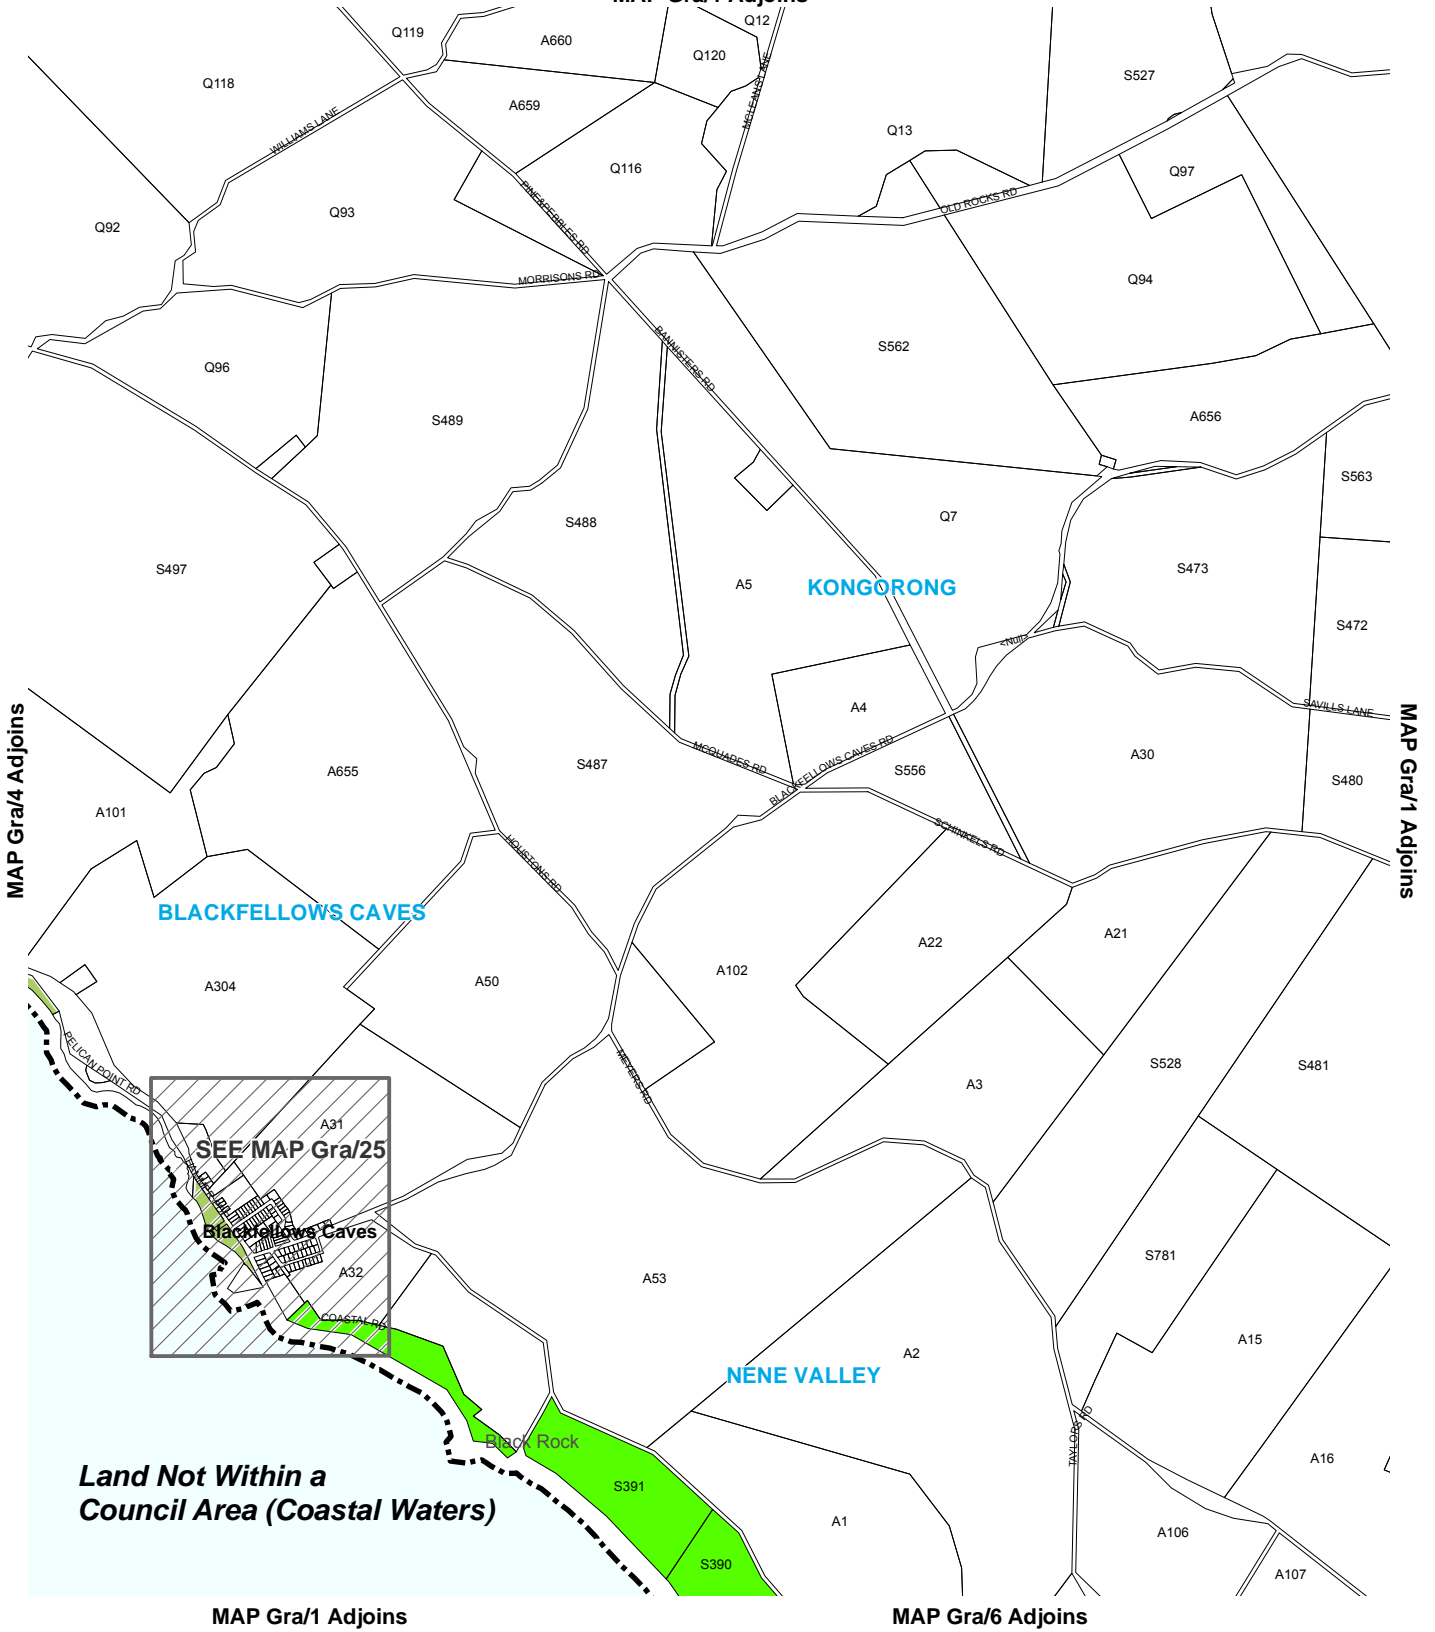 MAP Gra/1 Adjoins
Q12
Q119
A660
Q120
Q118
S527
A659
MCLEANS LANE
WILLIAMS LANE
Q13
Q116
Q97
PINE&PEBBLES RD
OLD ROCKS RD
Q93
Q92
MORRISONS RD
Q94
BANNISTERS RD
S562
Q96
S489
A656
S563
S488
Q7
S497
A5
KONGORONG
S473
S472
<Null>
SAVILLS LANE
A4
MAP Gra/4 Adjoins
MAP Gra/1 Adjoins
MCQUADES RD
BLACKFELLOWS CAVES RD
A30
A655
S487
S556
S480
A101
SCHINKELS RD
HOUSTONS RD
BLACKFELLOWS CAVES
A22
A21
A102
A50
A304
PELICAN POINT RD
MEYERS RD
A3
S528
S481
A31
SEE MAP Gra/25
Blackfellows Caves
A32
A53
S781
COASTAL RD
A15
A2
NENE VALLEY
TAYLORS RD
Black Rock
A16
Land Not Within a
Council Area (Coastal Waters)
S391
A1
A106
S390
A107
MAP Gra/1 Adjoins
MAP Gra/6 Adjoins